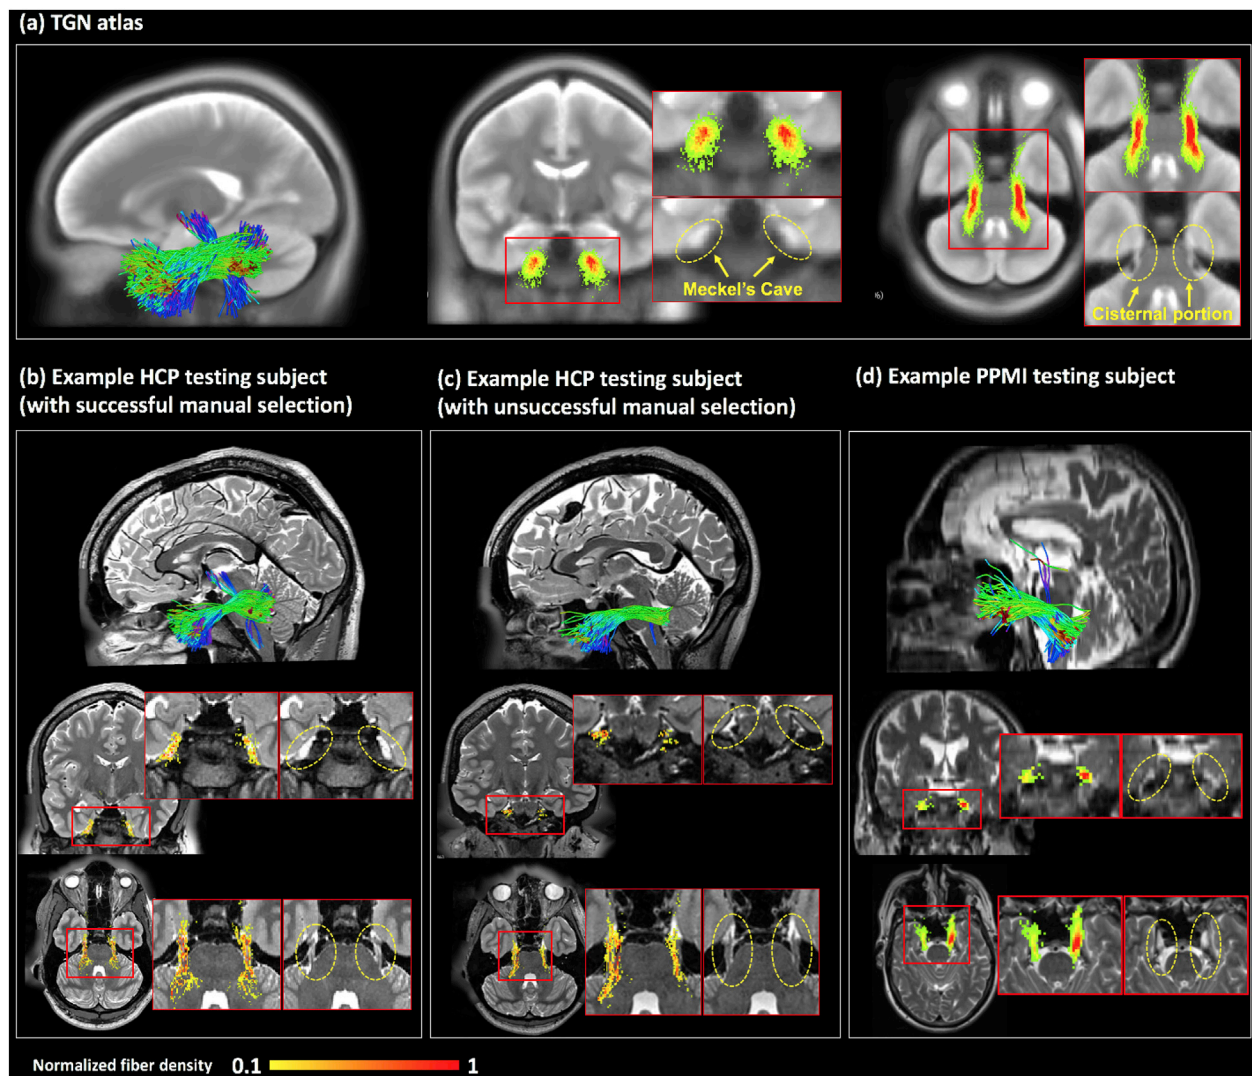 (a) TGN atlas
Meckel's Cave
Cisternal portion
(b) Example HCP testing subject
(with successful manual selection)
(c) Example HCP testing subject
(with unsuccessful manual selection)
(d) Example PPMI testing subject
Normalized fiber density 0.1 1